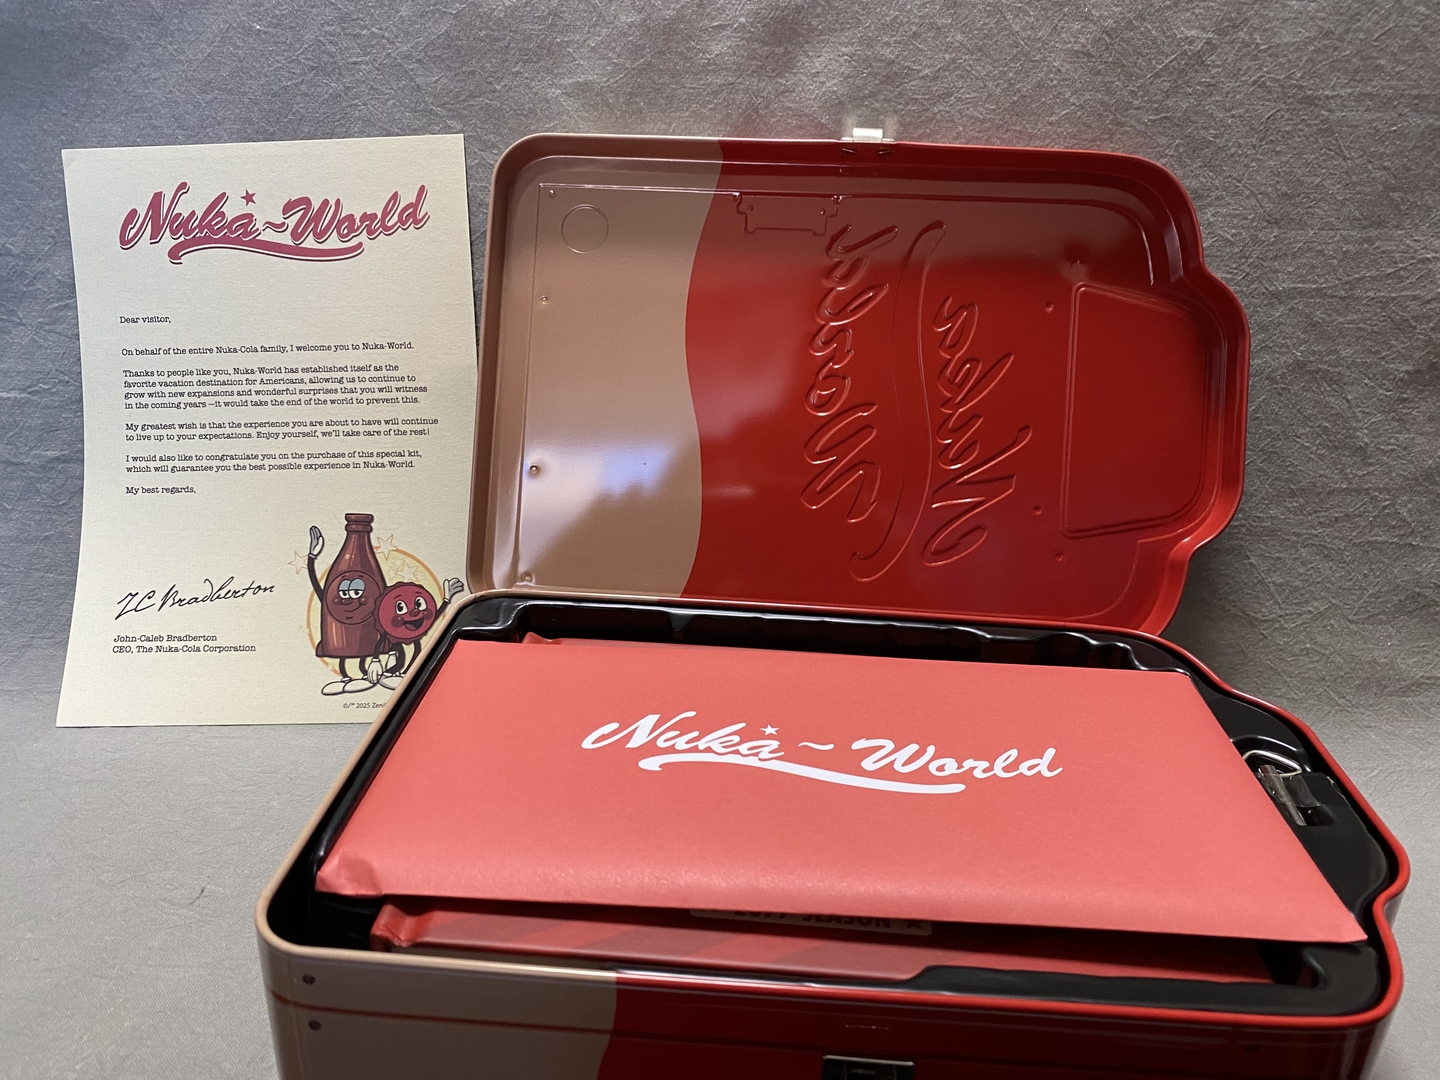 Nuka~World
Dear visitor,
On behalf of the entire Nuka-Cola family, I welcome you to Nuka-World.
Thanks to people like you, Nuka-World has established itself as the
favorite vacation destination for Americans, allowing us to continue to
grow with new expansions and wonderful surprises that you will witness
in the coming years —it would take the end of the world to prevent this.
My greatest wish is that the experience you are about to have will continue
to live up to your expectations. Enjoy yourself, we'll take care of the rest!
I would also like to congratulate you on the purchase of this special kit,
which will guarantee you the best possible experience in Nuka-World.
My best regards,
JC Bradberton
John-Caleb Bradberton
CEO, The Nuka-Cola Corporation
©/™ 2025
Nuka
World
Nuka ~ World
SEASON